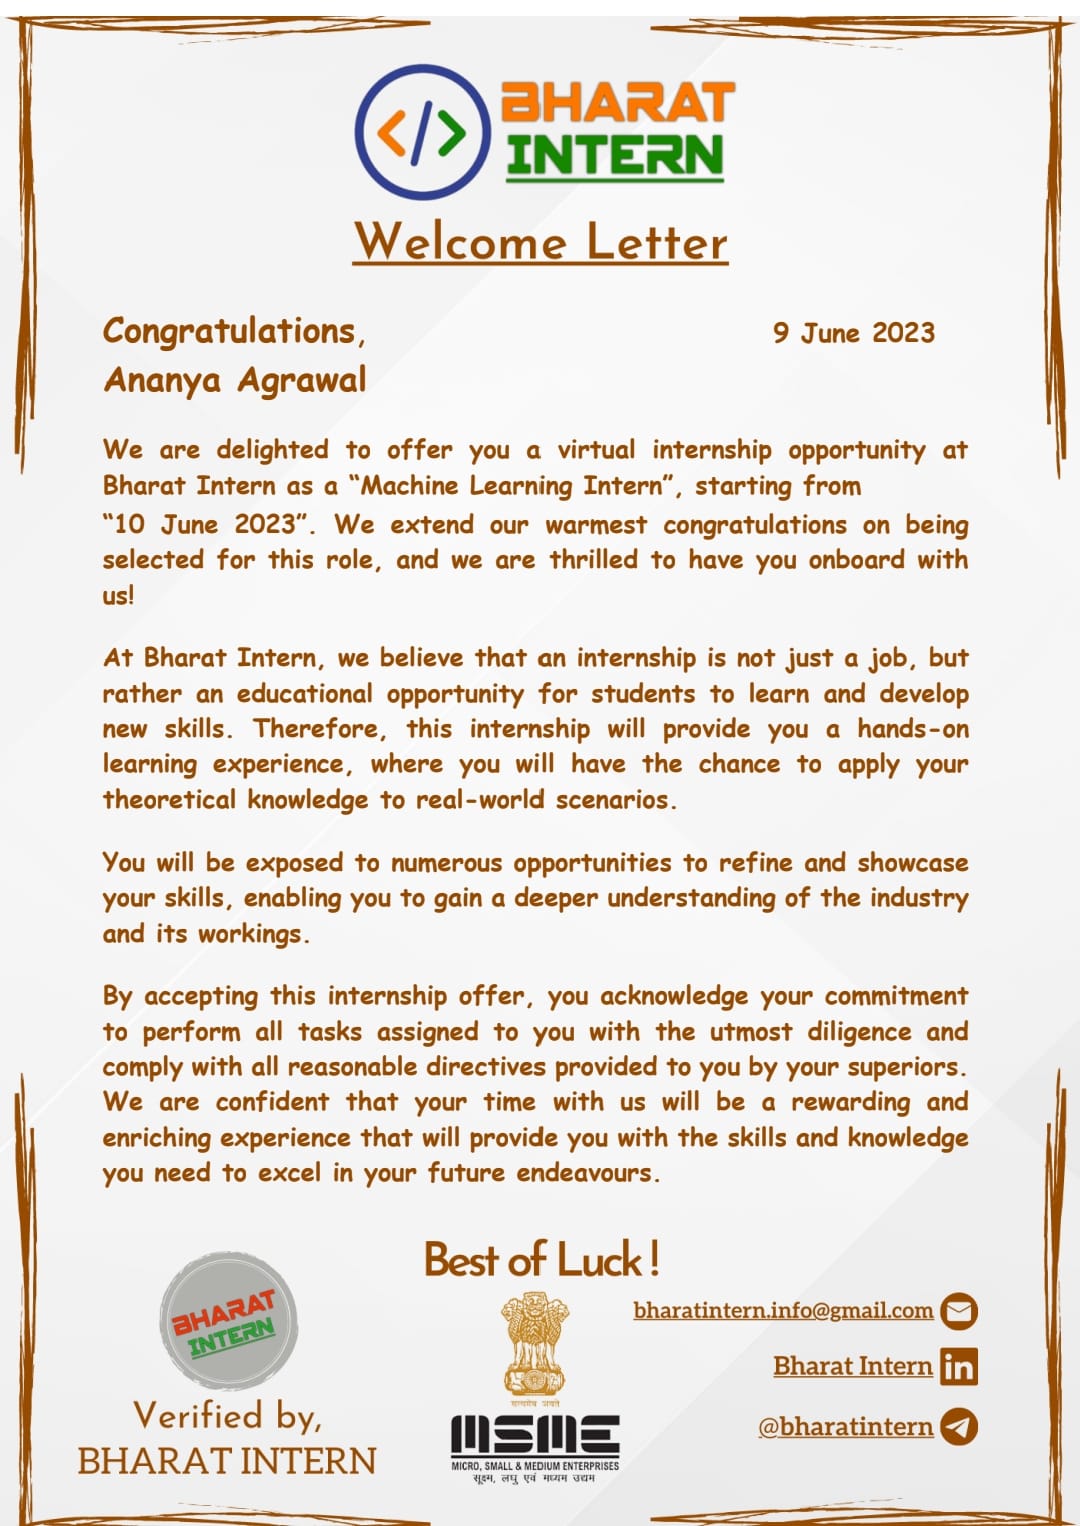 BHARAT
INTERN
Welcome Letter
Congratulations,
9 June 2023
Ananya Agrawal
We are delighted to offer you a virtual internship opportunity at
Bharat Intern as a “Machine Learning Intern”, starting from
“10 June 2023”. We extend our warmest congratulations on being
selected for this role, and we are thrilled to have you onboard with
us!
At Bharat Intern, we believe that an internship is not just a job, but
rather an educational opportunity for students to learn and develop
new skills. Therefore, this internship will provide you a hands-on
learning experience, where you will have the chance to apply your
theoretical knowledge to real-world scenarios.
You will be exposed to numerous opportunities to refine and showcase
your skills, enabling you to gain a deeper understanding of the industry
and its workings.
By accepting this internship offer, you acknowledge your commitment
to perform all tasks assigned to you with the utmost diligence and
comply with all reasonable directives provided to you by your superiors.
We are confident that your time with us will be a rewarding and
enriching experience that will provide you with the skills and knowledge
you need to excel in your future endeavours.
Best of Luck !
BHARAT
INTERN
Verified by,
BHARAT INTERN
सत्यमेव जयते
MSME
MICRO, SMALL & MEDIUM ENTERPRISES
सूक्ष्म, लघु एवं मध्यम उद्यम
bharatintern.info@gmail.com
Bharat Intern in
@bharatintern